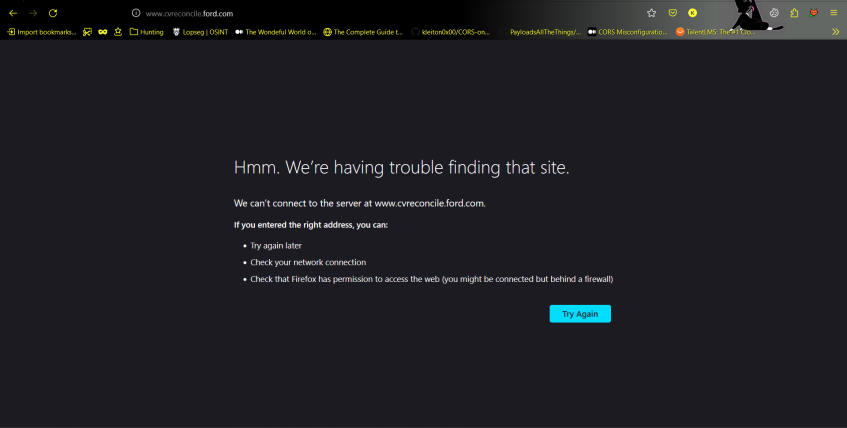 www.cvreconcile.ford.com
K
Import bookmarks... Hunting Lopseg | OSINT The Wondeful World o... The Complete Guide t... kleiton0x00/CORS-on... PayloadsAllTheThings/... CORS Misconfiguratio... TalentLMS: The #1 Clo...
Hmm. We're having trouble finding that site.
We can't connect to the server at www.cvreconcile.ford.com.
If you entered the right address, you can:
• Try again later
• Check your network connection
• Check that Firefox has permission to access the web (you might be connected but behind a firewall)
Try Again